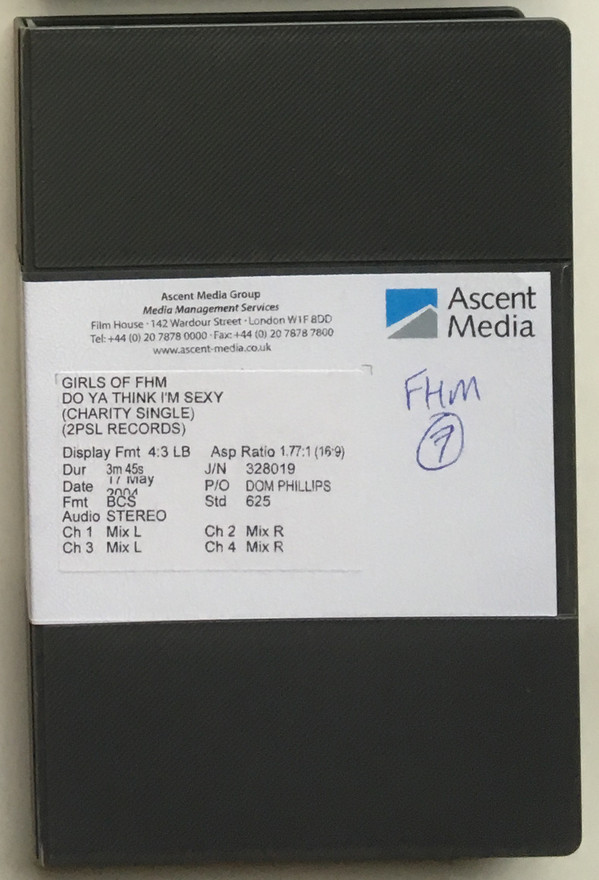 Ascent Media Group
Media Management Services
Film House · 142 Wardour Street · London W1F 8DD
Tel: +44 (0) 20 7878 0000 · Fax: +44 (0) 20 7878 7800
www.ascent-media.co.uk
Ascent
Media
GIRLS OF FHM
DO YA THINK I'M SEXY
(CHARITY SINGLE)
(2PSL RECORDS)
Display Fmt 4:3 LB Asp Ratio 1.77:1 (16:9)
Dur 3m 45s J/N 328019
Date 17 May 2004 P/O DOM PHILLIPS
Fmt BCS Std 625
Audio STEREO
Ch 1 Mix L Ch 2 Mix R
Ch 3 Mix L Ch 4 Mix R
FHM
7